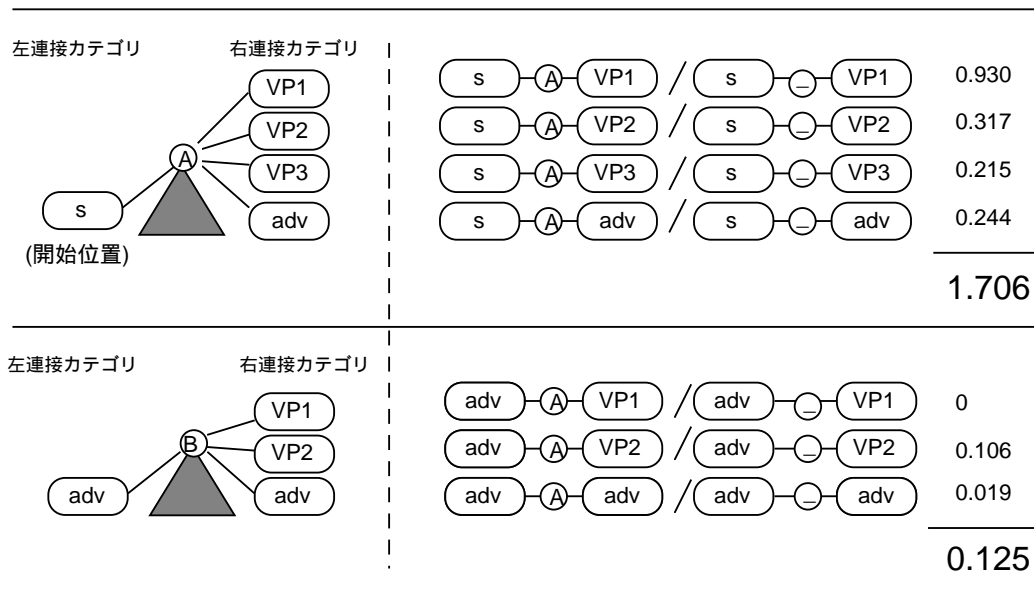 左連接カテゴリ 右連接カテゴリ
VP1
VP2
A
VP3
s adv
(開始位置)
s A VP1 / s _ VP1 0.930
s A VP2 / s _ VP2 0.317
s A VP3 / s _ VP3 0.215
s A adv / s _ adv 0.244
1.706
左連接カテゴリ 右連接カテゴリ
VP1
B
VP2
adv adv
adv A VP1 / adv _ VP1 0
adv A VP2 / adv _ VP2 0.106
adv A adv / adv _ adv 0.019
0.125